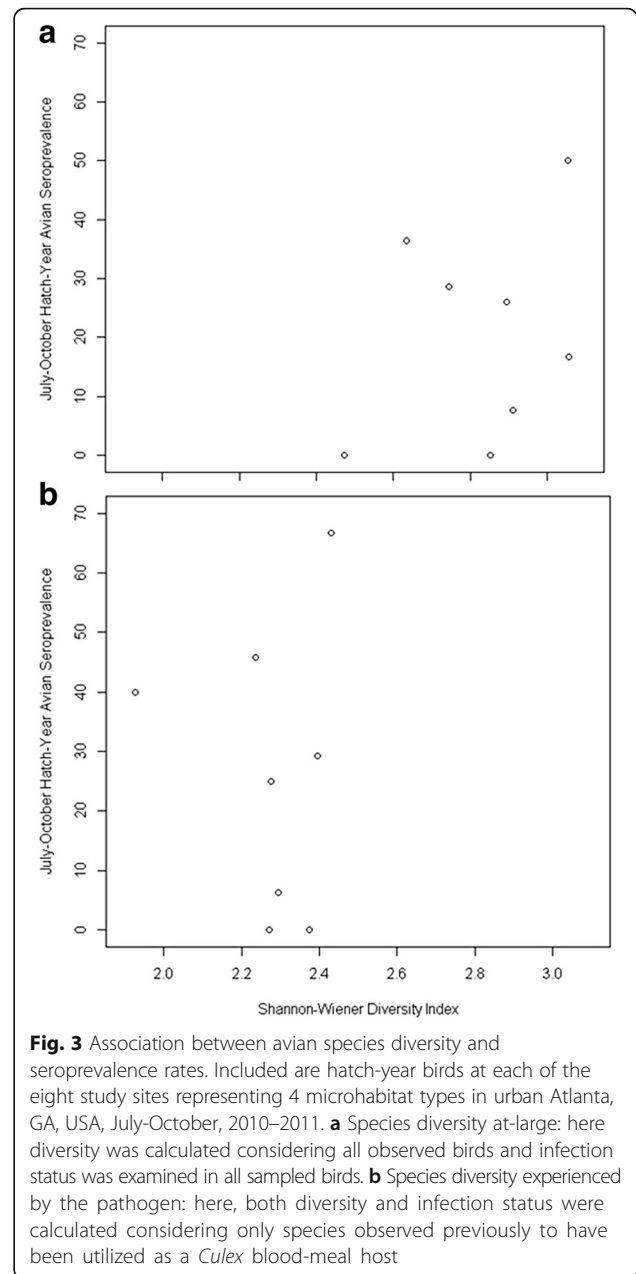 a
70
60
50
40
30
20
10
0
July-October Hatch-Year Avian Seroprevalence
b
70
60
50
40
30
20
10
0
July-October Hatch-Year Avian Seroprevalence
2.0 2.2 2.4 2.6 2.8 3.0
Shannon-Wiener Diversity Index
Fig. 3 Association between avian species diversity and
seroprevalence rates. Included are hatch-year birds at each of the
eight study sites representing 4 microhabitat types in urban Atlanta,
GA, USA, July-October, 2010–2011. a Species diversity at-large: here
diversity was calculated considering all observed birds and infection
status was examined in all sampled birds. b Species diversity experienced
by the pathogen: here, both diversity and infection status were
calculated considering only species observed previously to have
been utilized as a Culex blood-meal host